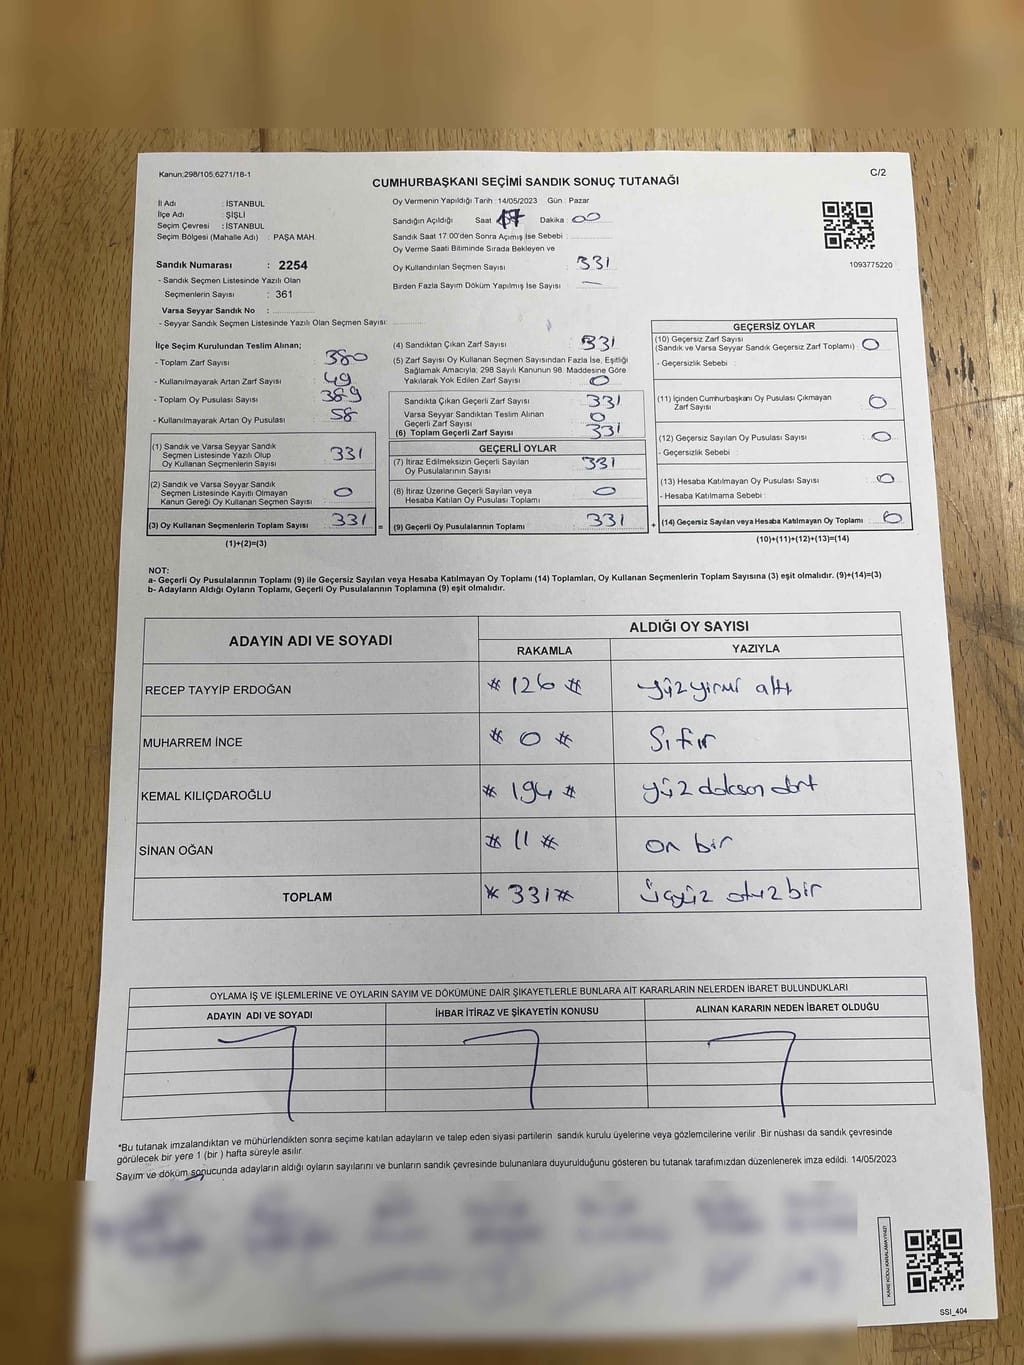 Kanun;298/105;6271/18-1
C/2
CUMHURBAŞKANI SEÇİMİ SANDIK SONUÇ TUTANAĞI
İl Adı : İSTANBUL
İlçe Adı : ŞİŞLİ
Seçim Çevresi : İSTANBUL
Seçim Bölgesi (Mahalle Adı) : PAŞA MAH.
Sandık Numarası : 2254
- Sandık Seçmen Listesinde Yazılı Olan
Seçmenlerin Sayısı : 361
Varsa Seyyar Sandık No :
- Seyyar Sandık Seçmen Listesinde Yazılı Olan Seçmen Sayısı:
Oy Vermenin Yapıldığı Tarih : 14/05/2023 Gün : Pazar
Sandığın Açıldığı Saat 17 Dakika : 00
Sandık Saat 17:00'den Sonra Açımış İse Sebebi :
Oy Verme Saati Bitiminde Sırada Bekleyen ve
Oy Kullandırılan Seçmen Sayısı : 331
Birden Fazla Sayım Döküm Yapılmış İse Sayısı : —
1093775220
İlçe Seçim Kurulundan Teslim Alınan;
- Toplam Zarf Sayısı : 380
- Kullanılmayarak Artan Zarf Sayısı : 49
- Toplam Oy Pusulası Sayısı : 389
- Kullanılmayarak Artan Oy Pusulası : 58
(1) Sandık ve Varsa Seyyar Sandık
Seçmen Listesinde Yazılı Olup
Oy Kullanan Seçmenlerin Sayısı : 331
(2) Sandık ve Varsa Seyyar Sandık
Seçmen Listesinde Kayıtlı Olmayan
Kanun Gereği Oy Kullanan Seçmen Sayısı : 0
(3) Oy Kullanan Seçmenlerin Toplam Sayısı : 331 =
(1)+(2)=(3)
(4) Sandıktan Çıkan Zarf Sayısı : 331
(5) Zarf Sayısı Oy Kullanan Seçmen Sayısından Fazla İse, Eşitliği
Sağlamak Amacıyla, 298 Sayılı Kanunun 98. Maddesine Göre
Yakılarak Yok Edilen Zarf Sayısı : 0
Sandıkta Çıkan Geçerli Zarf Sayısı : 331
Varsa Seyyar Sandıktan Teslim Alınan
Geçerli Zarf Sayısı : 0
(6) Toplam Geçerli Zarf Sayısı : 331
GEÇERLİ OYLAR
(7) İtiraz Edilmeksizin Geçerli Sayılan
Oy Pusulalarının Sayısı : 331
(8) İtiraz Üzerine Geçerli Sayılan veya
Hesaba Katılan Oy Pusulası Toplamı : 0
(9) Geçerli Oy Pusulalarının Toplamı : 331 +
GEÇERSİZ OYLAR
(10) Geçersiz Zarf Sayısı
(Sandık ve Varsa Seyyar Sandık Geçersiz Zarf Toplamı) : 0
- Geçersizlik Sebebi :
(11) İçinden Cumhurbaşkanı Oy Pusulası Çıkmayan
Zarf Sayısı : 0
(12) Geçersiz Sayılan Oy Pusulası Sayısı : 0
- Geçersizlik Sebebi :
(13) Hesaba Katılmayan Oy Pusulası Sayısı : 0
- Hesaba Katılmama Sebebi :
(14) Geçersiz Sayılan veya Hesaba Katılmayan Oy Toplamı : 0
(10)+(11)+(12)+(13)=(14)
NOT:
a- Geçerli Oy Pusulalarının Toplamı (9) ile Geçersiz Sayılan veya Hesaba Katılmayan Oy Toplamı (14) Toplamları, Oy Kullanan Seçmenlerin Toplam Sayısına (3) eşit olmalıdır. (9)+(14)=(3)
b- Adayların Aldığı Oyların Toplamı, Geçerli Oy Pusulalarının Toplamına (9) eşit olmalıdır.
ADAYIN ADI VE SOYADI ALDIĞI OY SAYISI
RAKAMLA YAZIYLA
RECEP TAYYİP ERDOĞAN # 126 # yüzyirmi altı
MUHARREM İNCE # 0 # Sıfır
KEMAL KILIÇDAROĞLU # 194 # yüz doksan dört
SİNAN OĞAN # 11 # on bir
TOPLAM # 331 # üçyüz otuz bir
OYLAMA İŞ VE İŞLEMLERİNE VE OYLARIN SAYIM VE DÖKÜMÜNE DAİR ŞİKAYETLERLE BUNLARA AİT KARARLARIN NELERDEN İBARET BULUNDUKLARI
ADAYIN ADI VE SOYADI İHBAR İTİRAZ VE ŞİKAYETİN KONUSU ALINAN KARARIN NEDEN İBARET OLDUĞU
*Bu tutanak imzalandıktan ve mühürlendikten sonra seçime katılan adayların ve talep eden siyasi partilerin sandık kurulu üyelerine veya gözlemcilerine verilir. Bir nüshası da sandık çevresinde
görülecek bir yere 1 (bir ) hafta süreyle asılır.
Sayım ve döküm sonucunda adayların aldığı oyların sayılarını ve bunların sandık çevresinde bulunanlara duyurulduğunu gösteren bu tutanak tarafımızdan düzenlenerek imza edildi. 14/05/2023
SSİ_404